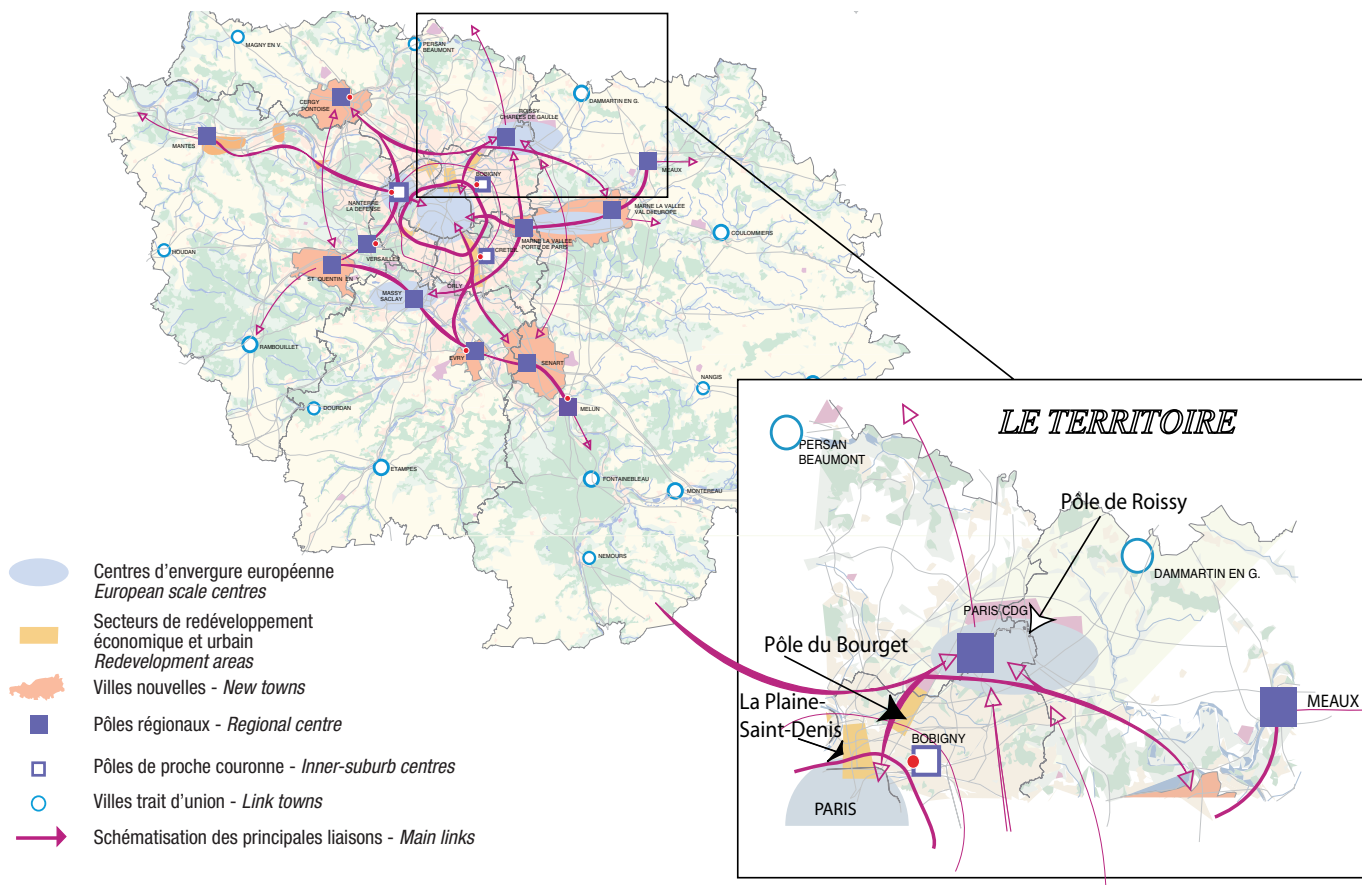 MAGNY EN V.
PERSAN
BEAUMONT
CERGY
PONTOISE
ROISSY
CHARLES DE GAULLE
DAMMARTIN EN G.
MANTES
BOBIGNY
MEAUX
NANTERRE
LA DEFENSE
MARNE LA VALLEE
VAL D'EUROPE
COULOMMIERS
HOUDAN
VERSAILLES
MARNE LA VALLEE
PORTE DE PARIS
CRETEIL
ST QUENTIN EN Y.
MASSY
SACLAY
ORLY
RAMBOUILLET
EVRY
SENART
NANGIS
DOURDAN
MELUN
ETAMPES
FONTAINEBLEAU
MONTEREAU
NEMOURS
LE TERRITOIRE
PERSAN
BEAUMONT
Pôle de Roissy
DAMMARTIN EN G.
PARIS CDG
Pôle du Bourget
La Plaine-
Saint-Denis
MEAUX
BOBIGNY
PARIS
Centres d'envergure européenne
European scale centres
Secteurs de redéveloppement
économique et urbain
Redevelopment areas
Villes nouvelles - New towns
Pôles régionaux - Regional centre
Pôles de proche couronne - Inner-suburb centres
Villes trait d'union - Link towns
Schématisation des principales liaisons - Main links